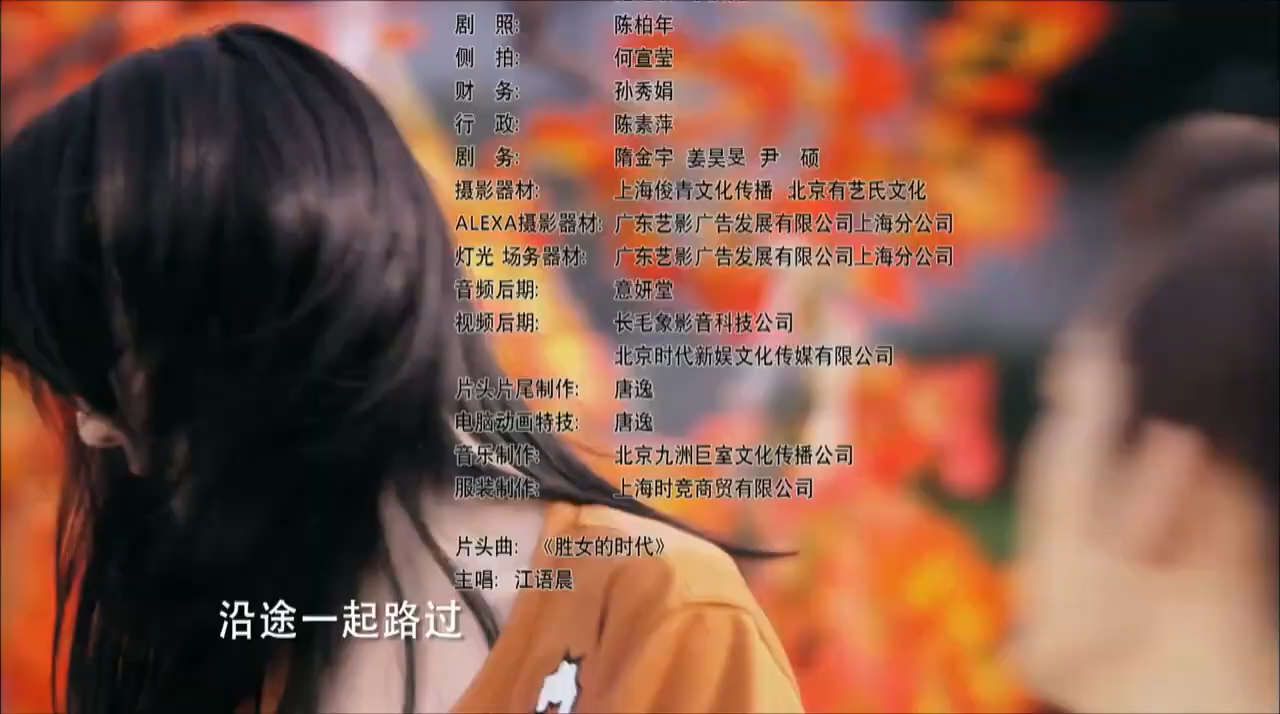 剧 照: 陈柏年
侧 拍: 何宣莹
财 务: 孙秀娟
行 政: 陈素萍
剧 务: 隋金宇 姜昊旻 尹 硕
摄影器材: 上海俊青文化传播 北京有艺氏文化
ALEXA摄影器材: 广东艺影广告发展有限公司上海分公司
灯光 场务器材: 广东艺影广告发展有限公司上海分公司
音频后期: 意妍堂
视频后期: 长毛象影音科技公司
北京时代新娱文化传媒有限公司
片头片尾制作: 唐逸
电脑动画特技: 唐逸
音乐制作: 北京九洲巨室文化传播公司
服装制作: 上海时竞商贸有限公司
片头曲: 《胜女的时代》
主唱: 江语晨
沿途一起路过